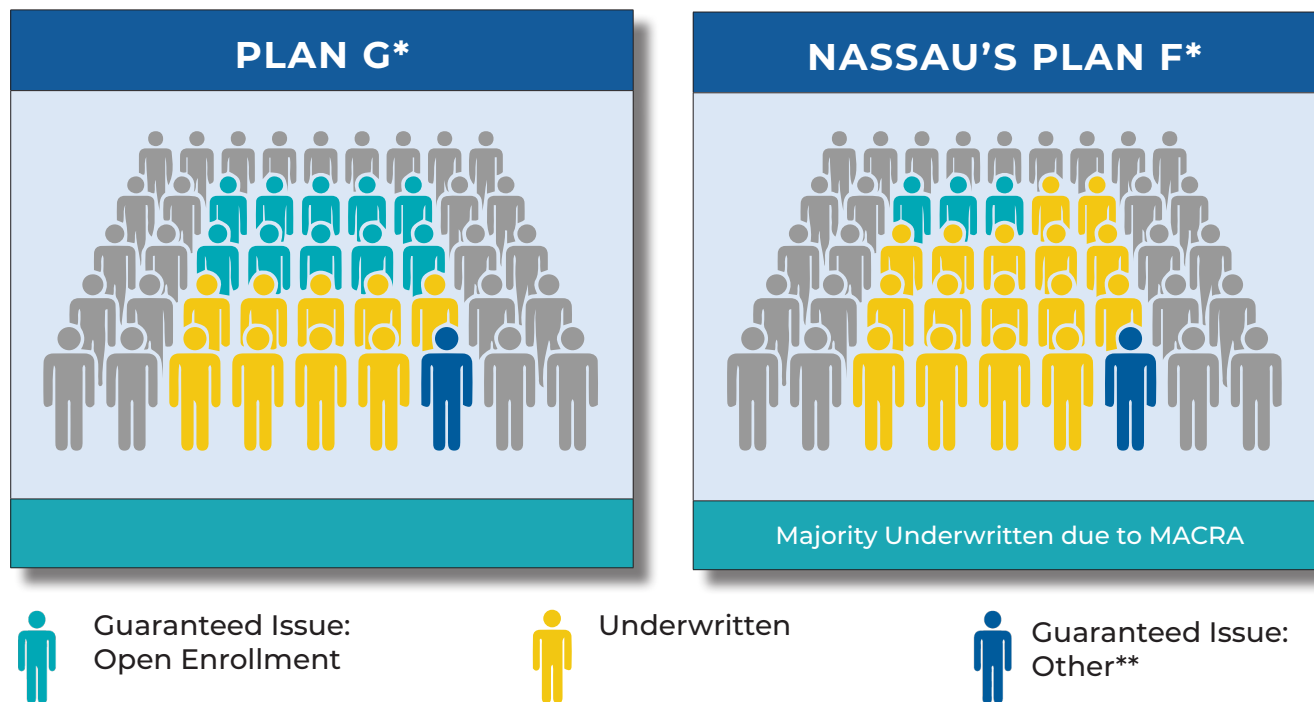 PLAN G*
NASSAU'S PLAN F*
Majority Underwritten due to MACRA
Guaranteed Issue:
Open Enrollment
Underwritten
Guaranteed Issue:
Other**